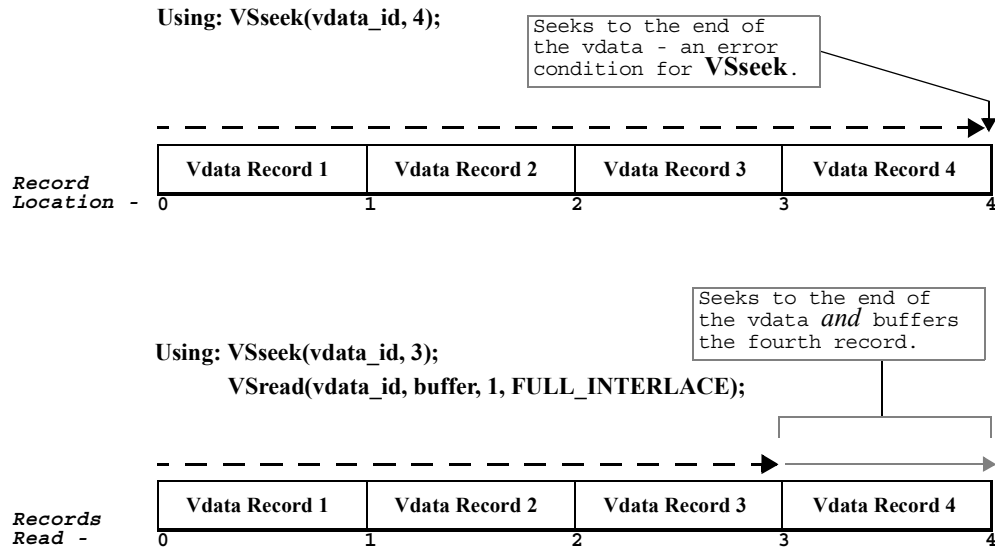 Using: VSseek(vdata_id, 4);
Seeks to the end of
the vdata - an error
condition for VSseek.
Vdata Record 1 Vdata Record 2 Vdata Record 3 Vdata Record 4
Record
Location - 0 1 2 3 4
Seeks to the end of
the vdata and buffers
the fourth record.
Using: VSseek(vdata_id, 3);
VSread(vdata_id, buffer, 1, FULL_INTERLACE);
Vdata Record 1 Vdata Record 2 Vdata Record 3 Vdata Record 4
Records
Read - 0 1 2 3 4